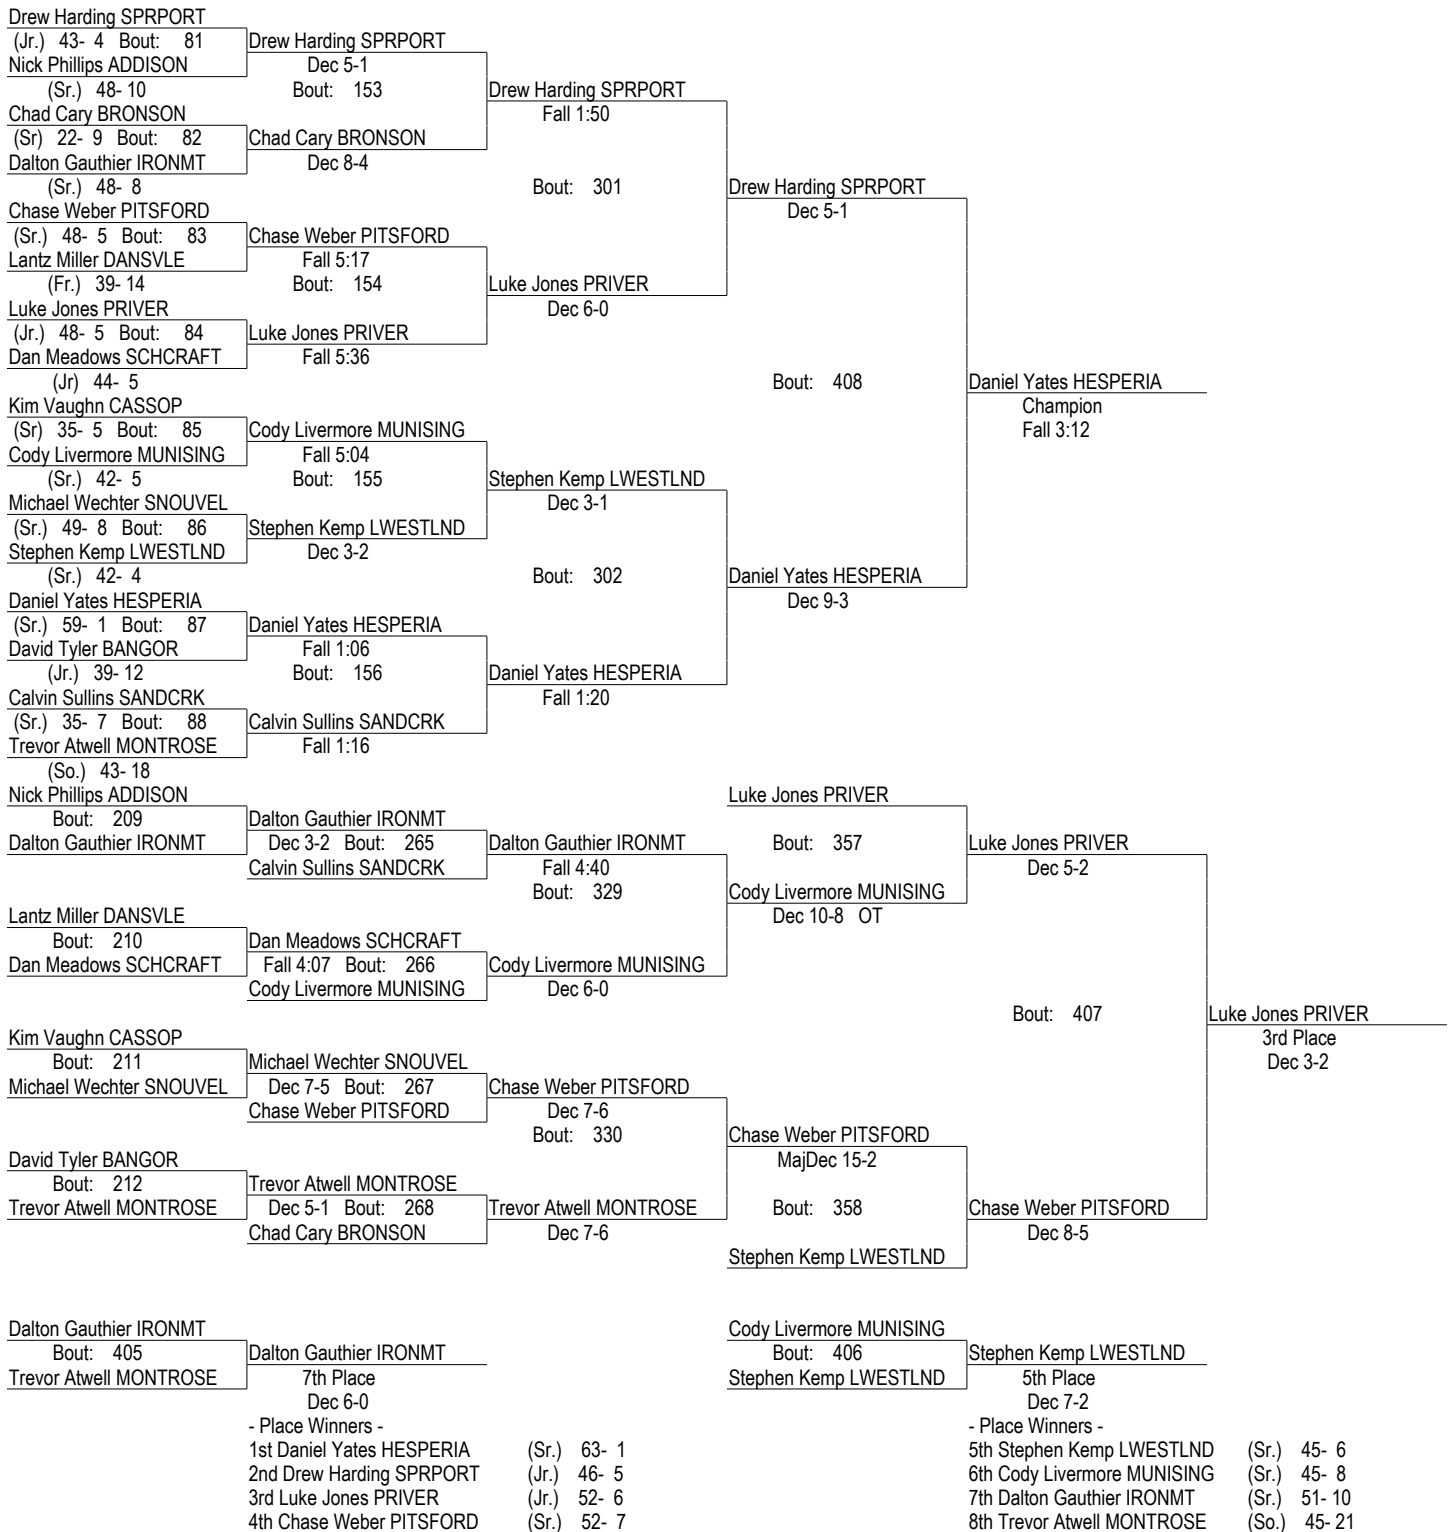 Drew Harding SPRPORT
(Jr.) 43- 4 Bout: 81 Drew Harding SPRPORT
Nick Phillips ADDISON Dec 5-1
(Sr.) 48- 10 Bout: 153 Drew Harding SPRPORT
Chad Cary BRONSON Fall 1:50
(Sr) 22- 9 Bout: 82 Chad Cary BRONSON
Dalton Gauthier IRONMT Dec 8-4
(Sr.) 48- 8 Bout: 301 Drew Harding SPRPORT
Chase Weber PITSFORD Dec 5-1
(Sr.) 48- 5 Bout: 83 Chase Weber PITSFORD
Lantz Miller DANSVLE Fall 5:17
(Fr.) 39- 14 Bout: 154 Luke Jones PRIVER
Luke Jones PRIVER Dec 6-0
(Jr.) 48- 5 Bout: 84 Luke Jones PRIVER
Dan Meadows SCHCRAFT Fall 5:36
(Jr) 44- 5 Bout: 408 Daniel Yates HESPERIA
Kim Vaughn CASSOP Champion
(Sr) 35- 5 Bout: 85 Cody Livermore MUNISING Fall 3:12
Cody Livermore MUNISING Fall 5:04
(Sr.) 42- 5 Bout: 155 Stephen Kemp LWESTLND
Michael Wechter SNOUVEL Dec 3-1
(Sr.) 49- 8 Bout: 86 Stephen Kemp LWESTLND
Stephen Kemp LWESTLND Dec 3-2
(Sr.) 42- 4 Bout: 302 Daniel Yates HESPERIA
Daniel Yates HESPERIA Dec 9-3
(Sr.) 59- 1 Bout: 87 Daniel Yates HESPERIA
David Tyler BANGOR Fall 1:06
(Jr.) 39- 12 Bout: 156 Daniel Yates HESPERIA
Calvin Sullins SANDCRK Fall 1:20
(Sr.) 35- 7 Bout: 88 Calvin Sullins SANDCRK
Trevor Atwell MONTROSE Fall 1:16
(So.) 43- 18
Nick Phillips ADDISON Luke Jones PRIVER
Bout: 209 Dalton Gauthier IRONMT
Dalton Gauthier IRONMT Dec 3-2 Bout: 265 Dalton Gauthier IRONMT Bout: 357 Luke Jones PRIVER
Calvin Sullins SANDCRK Fall 4:40 Dec 5-2
Bout: 329 Cody Livermore MUNISING
Lantz Miller DANSVLE Dec 10-8 OT
Bout: 210 Dan Meadows SCHCRAFT
Dan Meadows SCHCRAFT Fall 4:07 Bout: 266 Cody Livermore MUNISING
Cody Livermore MUNISING Dec 6-0
Bout: 407 Luke Jones PRIVER
Kim Vaughn CASSOP 3rd Place
Bout: 211 Michael Wechter SNOUVEL Dec 3-2
Michael Wechter SNOUVEL Dec 7-5 Bout: 267 Chase Weber PITSFORD
Chase Weber PITSFORD Dec 7-6
Bout: 330 Chase Weber PITSFORD
David Tyler BANGOR MajDec 15-2
Bout: 212 Trevor Atwell MONTROSE
Trevor Atwell MONTROSE Dec 5-1 Bout: 268 Trevor Atwell MONTROSE Bout: 358 Chase Weber PITSFORD
Chad Cary BRONSON Dec 7-6 Dec 8-5
Stephen Kemp LWESTLND
Dalton Gauthier IRONMT Cody Livermore MUNISING
Bout: 405 Dalton Gauthier IRONMT Bout: 406 Stephen Kemp LWESTLND
Trevor Atwell MONTROSE 7th Place Stephen Kemp LWESTLND 5th Place
Dec 6-0 Dec 7-2
- Place Winners - - Place Winners -
1st Daniel Yates HESPERIA (Sr.) 63- 1 5th Stephen Kemp LWESTLND (Sr.) 45- 6
2nd Drew Harding SPRPORT (Jr.) 46- 5 6th Cody Livermore MUNISING (Sr.) 45- 8
3rd Luke Jones PRIVER (Jr.) 52- 6 7th Dalton Gauthier IRONMT (Sr.) 51- 10
4th Chase Weber PITSFORD (Sr.) 52- 7 8th Trevor Atwell MONTROSE (So.) 45- 21